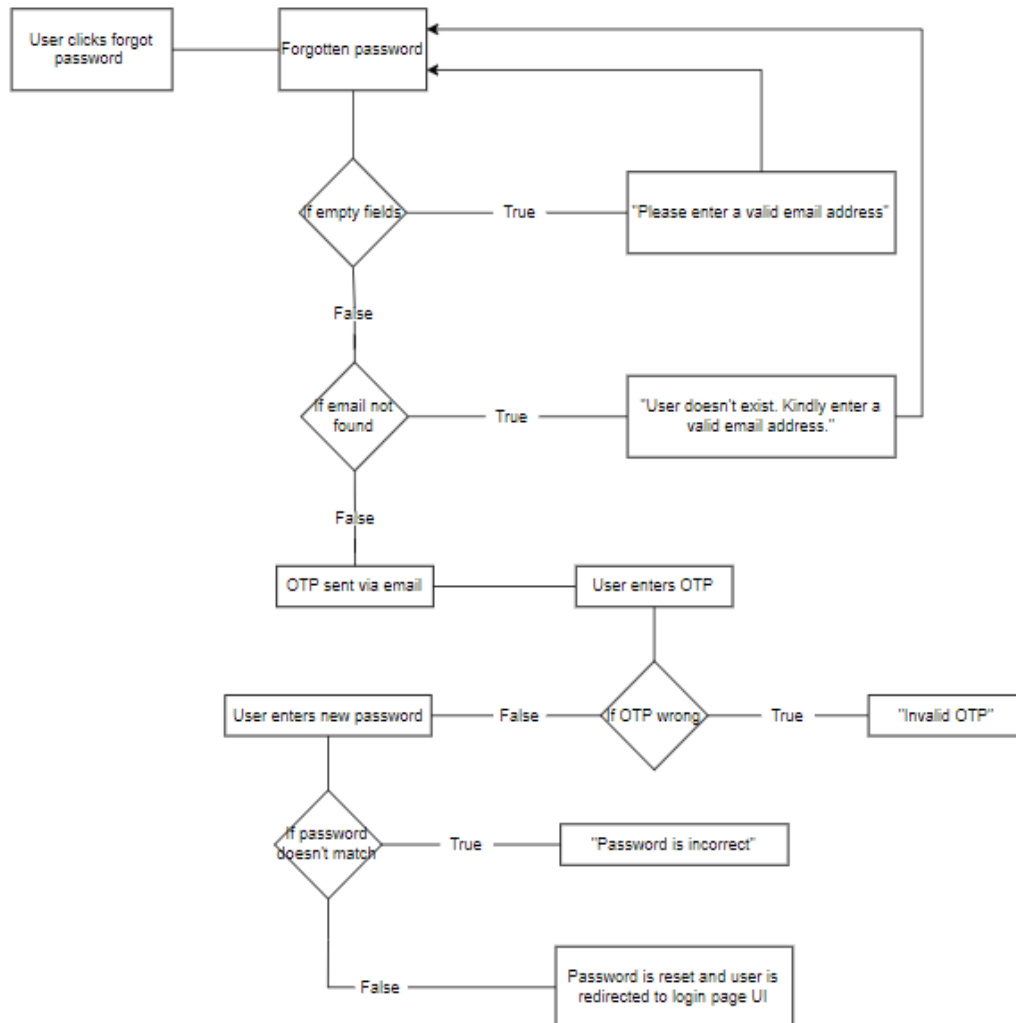 User clicks forgot
password
Forgotten password
If empty fields
True
"Please enter a valid email address"
False
If email not
found
True
"User doesn't exist. Kindly enter a
valid email address."
False
OTP sent via email
User enters OTP
User enters new password
False
If OTP wrong
True
"Invalid OTP"
If password
doesn't match
True
"Password is incorrect"
False
Password is reset and user is
redirected to login page UI